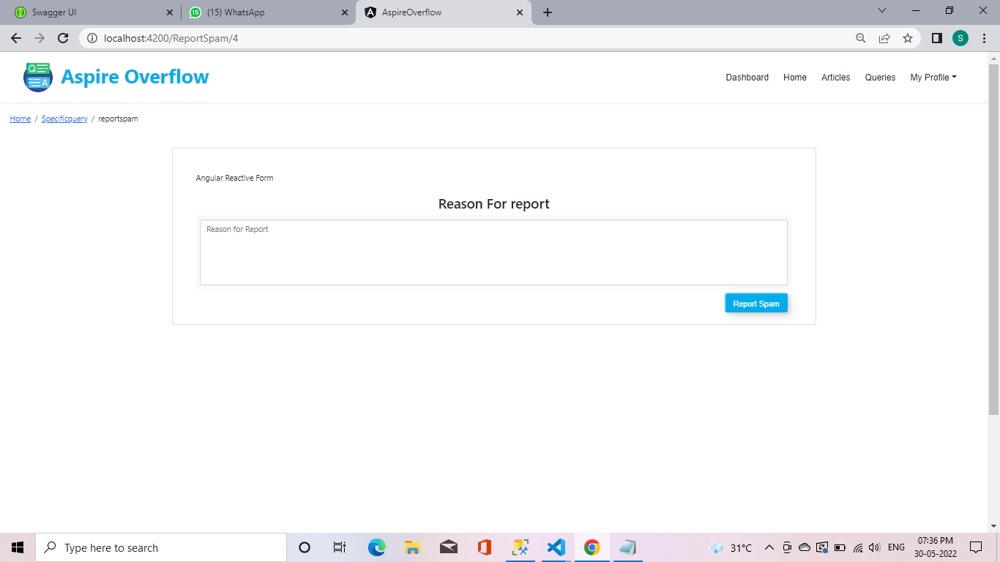 Swagger UI
(15) WhatsApp
AspireOverflow
localhost:4200/ReportSpam/4
S
Aspire Overflow
Dashboard Home Articles Queries My Profile
Home / Specificquery / reportspam
Angular Reactive Form
Reason For report
Reason for Report
Report Spam
Type here to search
31°C
ENG
07:36 PM
30-05-2022